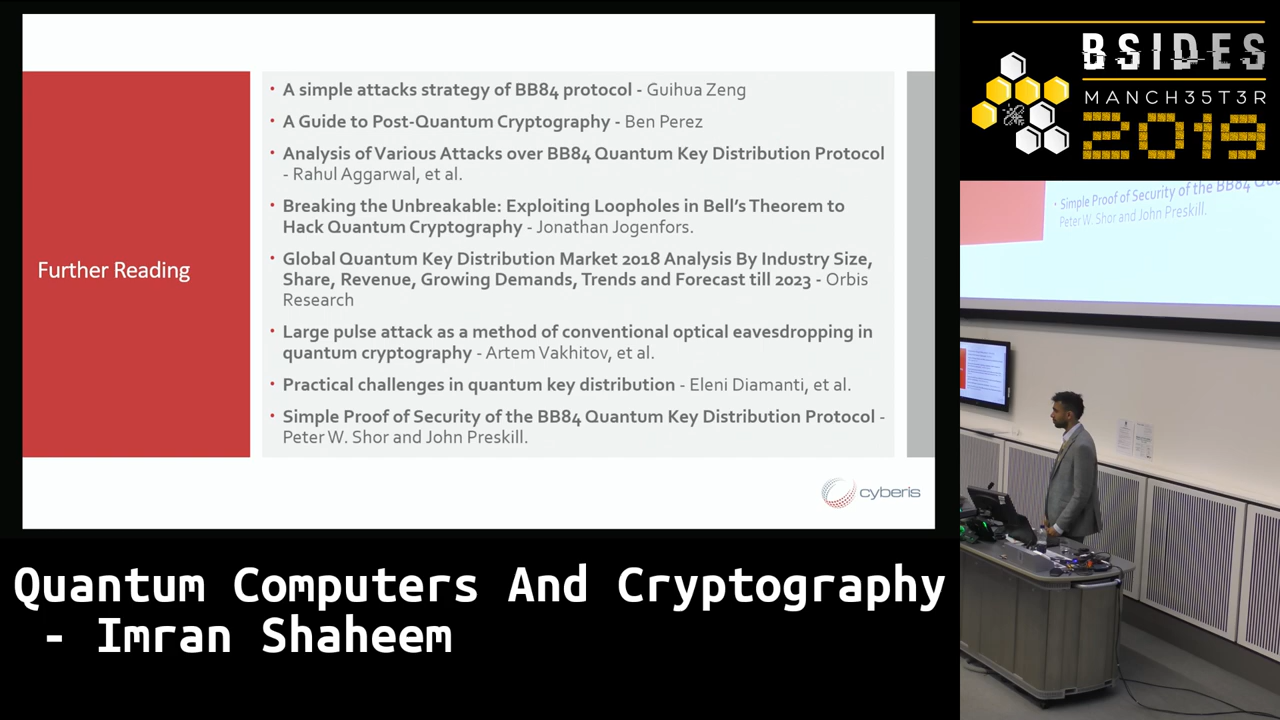 Further Reading
• A simple attacks strategy of BB84 protocol - Guihua Zeng
• A Guide to Post-Quantum Cryptography - Ben Perez
• Analysis of Various Attacks over BB84 Quantum Key Distribution Protocol
- Rahul Aggarwal, et al.
• Breaking the Unbreakable: Exploiting Loopholes in Bell's Theorem to
Hack Quantum Cryptography - Jonathan Jogenfors.
• Global Quantum Key Distribution Market 2018 Analysis By Industry Size,
Share, Revenue, Growing Demands, Trends and Forecast till 2023 - Orbis
Research
• Large pulse attack as a method of conventional optical eavesdropping in
quantum cryptography - Artem Vakhitov, et al.
• Practical challenges in quantum key distribution - Eleni Diamanti, et al.
• Simple Proof of Security of the BB84 Quantum Key Distribution Protocol -
Peter W. Shor and John Preskill.
cyberis
BSIDES
MANCH35T3R
2019
• Simple Proof of Security of the BB84
Peter W. Shor and John Preskill.
Quantum Computers And Cryptography
- Imran Shaheem